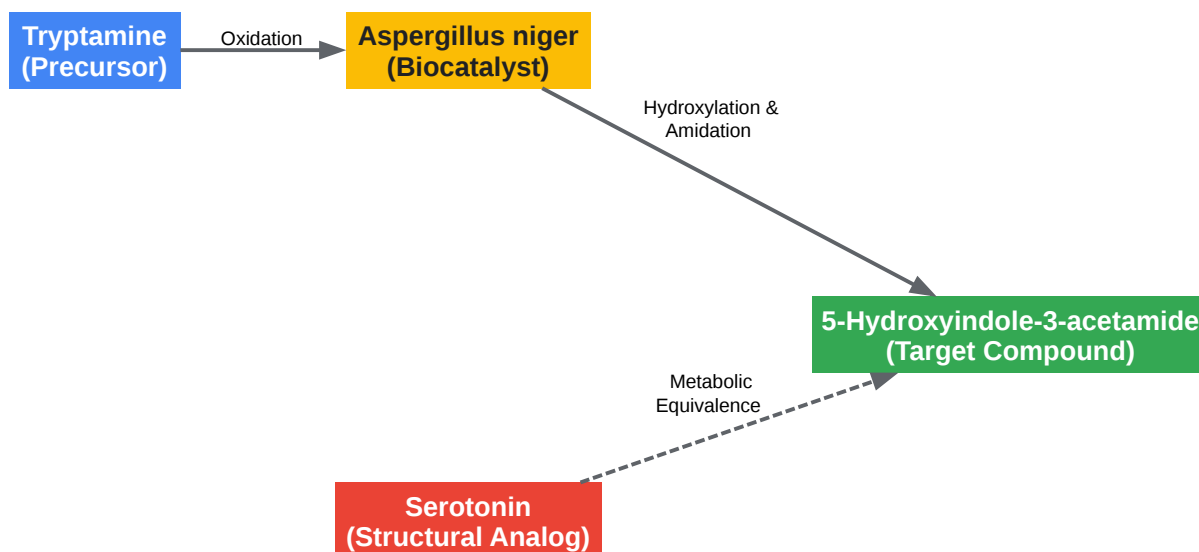 Tryptamine
(Precursor)
Oxidation
Aspergillus niger
(Biocatalyst)
Hydroxylation &
Amidation
5-Hydroxyindole-3-acetamide
(Target Compound)
Metabolic
Equivalence
Serotonin
(Structural Analog)